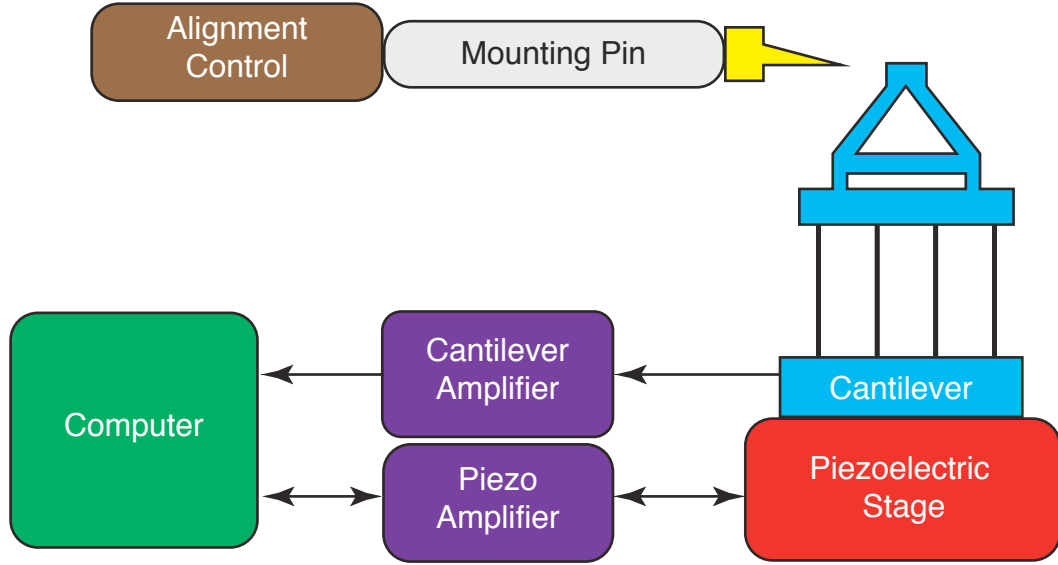 Alignment
Control
Mounting Pin
Cantilever
Amplifier
Cantilever
Computer
Piezo
Amplifier
Piezoelectric
Stage